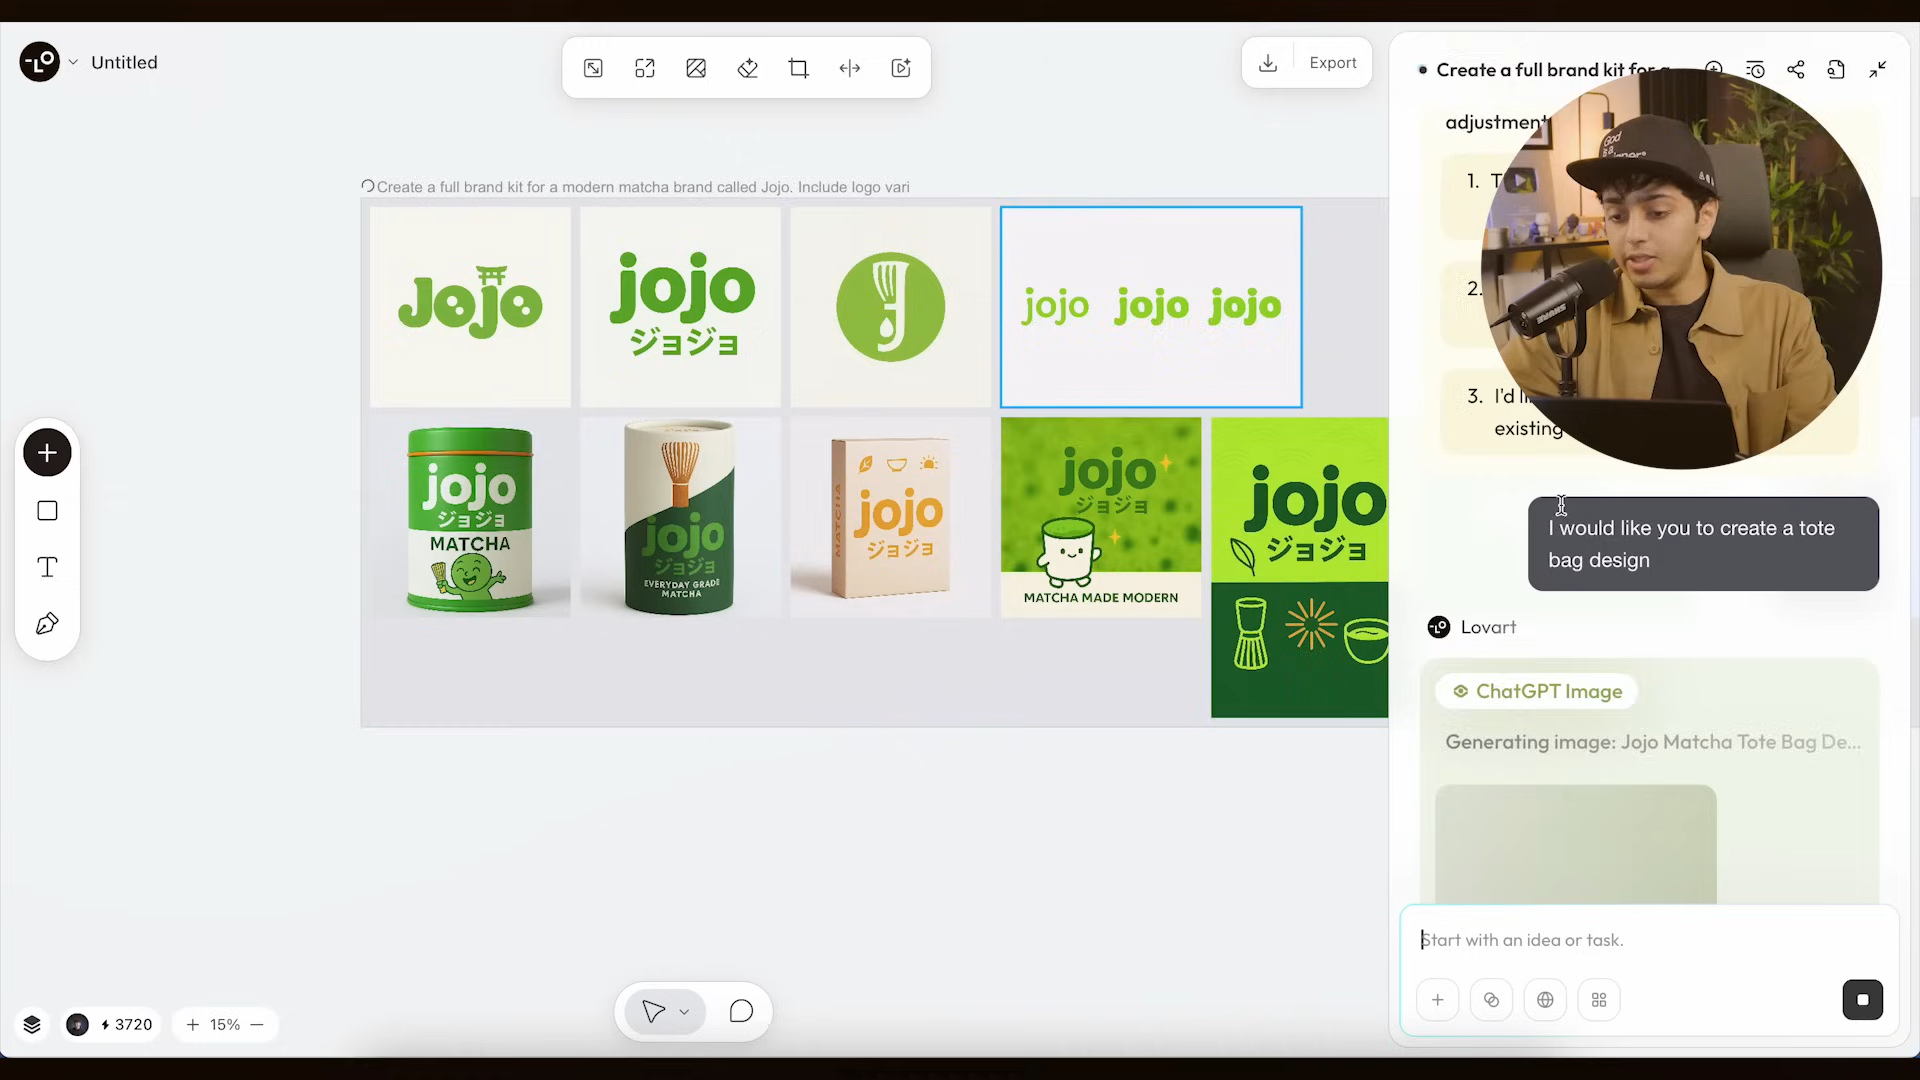 Untitled
Export
Create a full brand kit for a
Create a full brand kit for a modern matcha brand called Jojo. Include logo vari
Jojo
jojo
ジョジョ
jojo jojo jojo
jojo
ジョジョ
MATCHA
jojo
ジョジョ
EVERYDAY GRADE
MATCHA
MATCHA
jojo
ジョジョ
jojo
ジョジョ
MATCHA MADE MODERN
jojo
ジョジョ
3720
15%
adjustment
1.
2.
3. I'd
existing
I would like you to create a tote
bag design
Lovart
ChatGPT Image
Generating image: Jojo Matcha Tote Bag De...
Start with an idea or task.